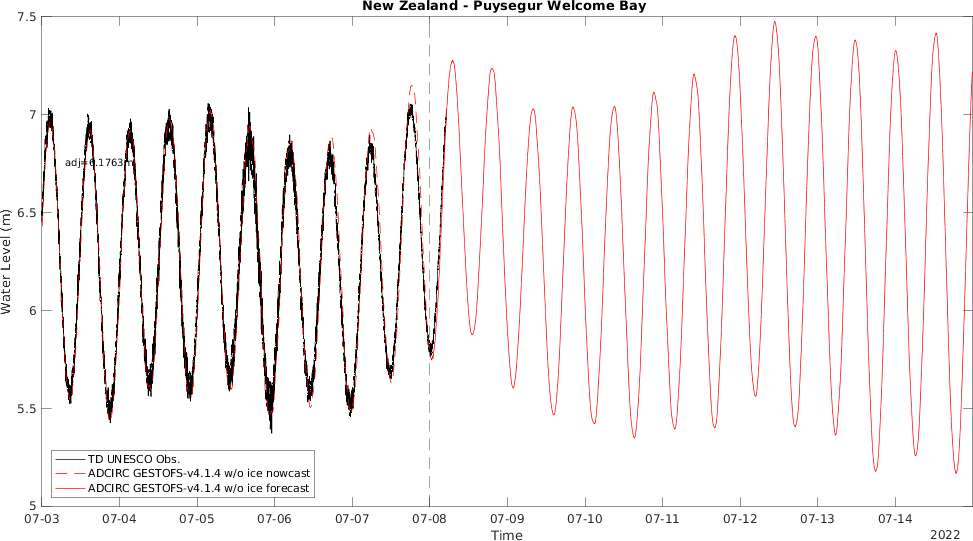 New Zealand - Puysegur Welcome Bay
7.5
7
6.5
6
5.5
5
Water Level (m)
adj=6.1763m
TD UNESCO Obs.
ADCIRC GESTOFS-v4.1.4 w/o ice nowcast
ADCIRC GESTOFS-v4.1.4 w/o ice forecast
07-03 07-04 07-05 07-06 07-07 07-08 07-09 07-10 07-11 07-12 07-13 07-14
Time
2022